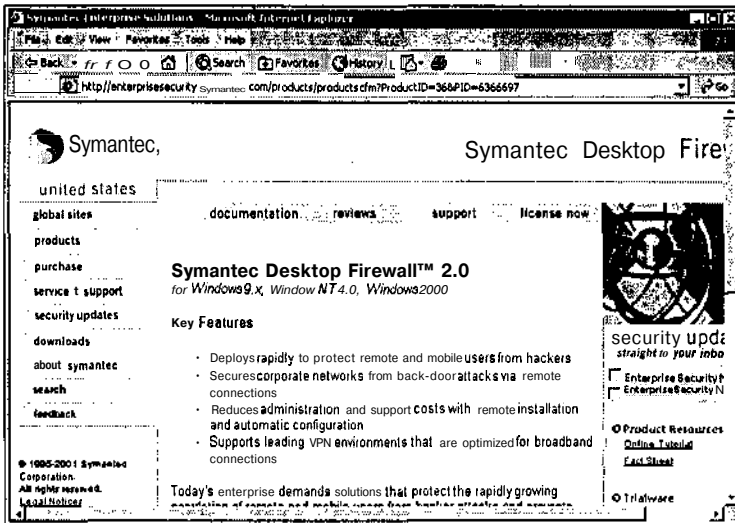 Symantec Enterprise Solutions - Microsoft Internet Explorer
File Edit View Favorites Tools Help
Back fr f O O Search Favorites History L
http://enterprisesecurity Symantec com/products/products cfm?ProductID=36&PID=6366697 Go
Symantec,
Symantec Desktop Fire
united states
global sites
products
purchase
service t support
security updates
downloads
about symantec
search
feedback
© 1995-2001 Symantec
Corporation.
All rights reserved.
Legal Notices
documentation reviews support license now
Symantec Desktop Firewall™ 2.0
for Windows9.x, Window NT4.0, Windows2000
Key Features
· Deploys rapidly to protect remote and mobile users from hackers
· Secures corporate networks from back-door attacks via remote
connections
· Reduces administration and support costs with remote installation
and automatic configuration
· Supports leading VPN environments that are optimized for broadband
connections
Today's enterprise demands solutions that protect the rapidly growing
security upda
straight to your inbo
Enterprise Security
Enterprise Security N
Product Resources
Online Tutorial
Fact Sheet
Trialware